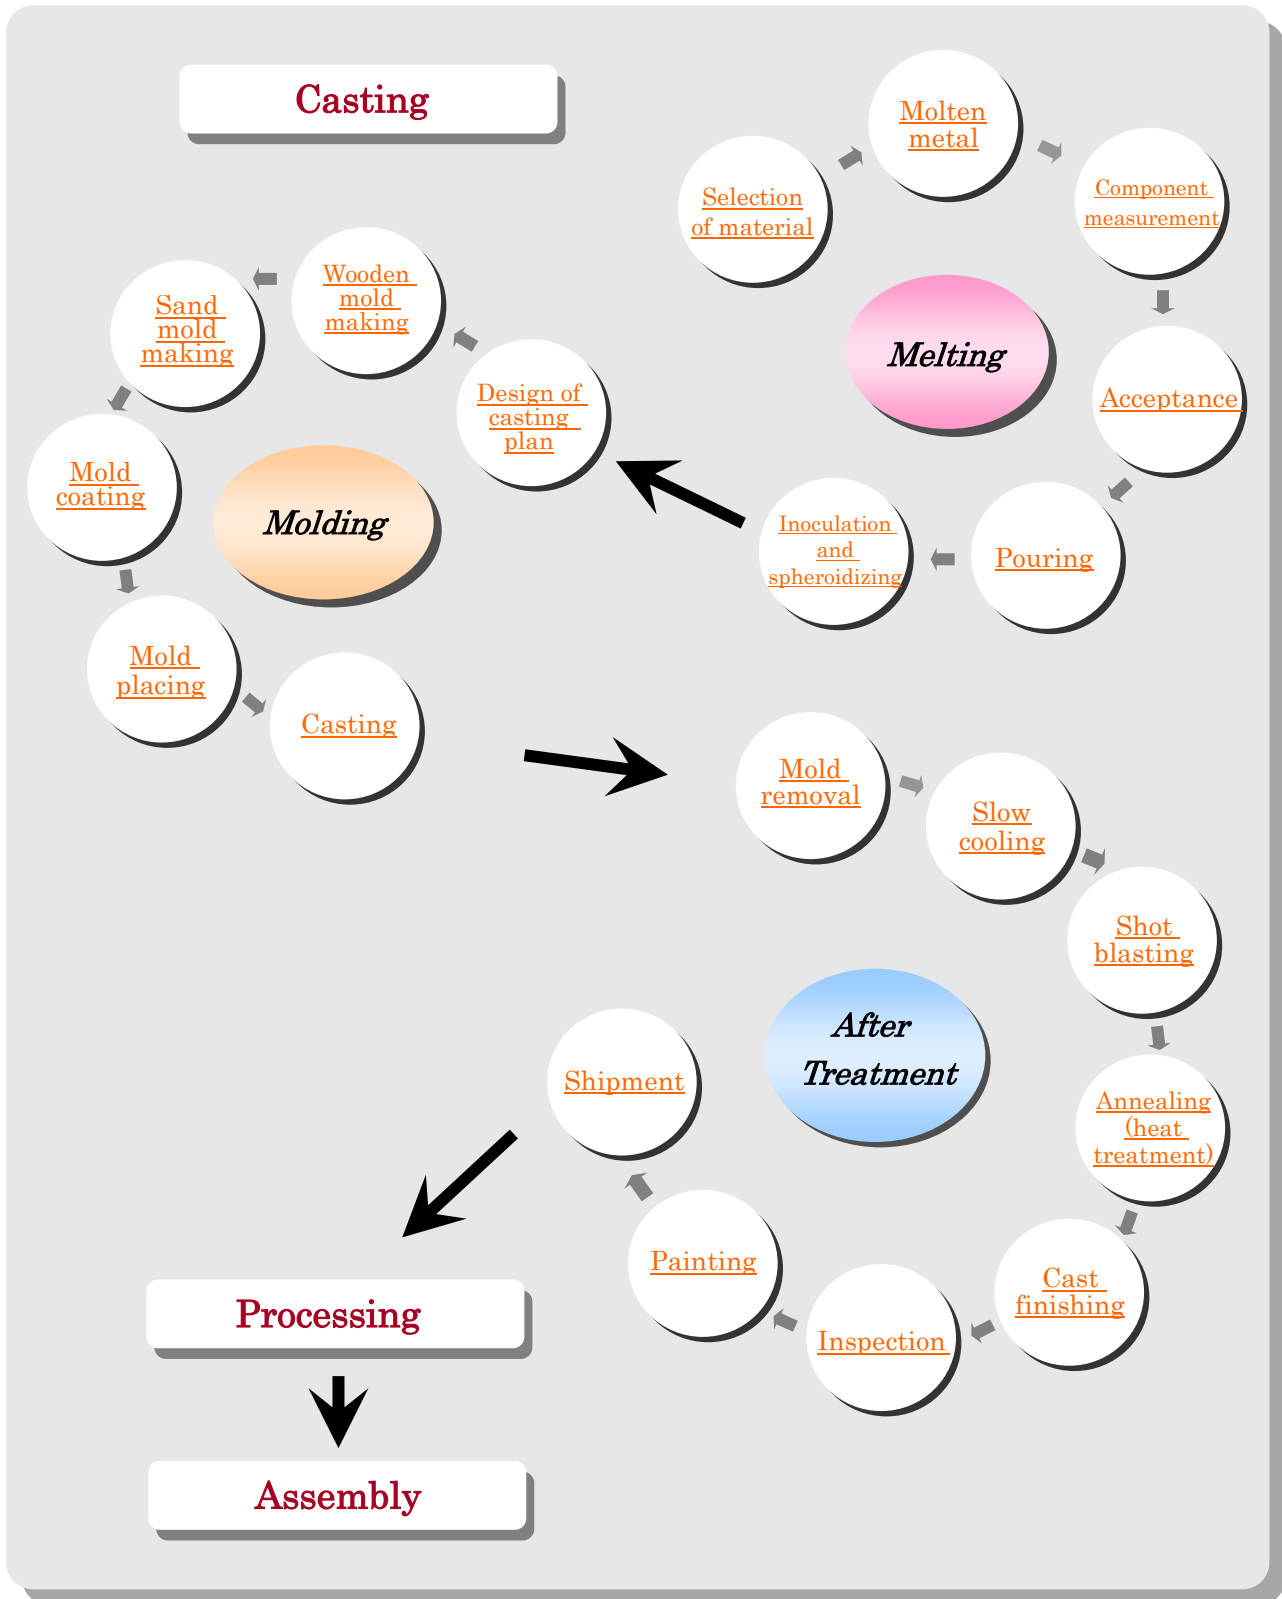 Casting
Selection
of material
Molten
metal
Component
measurement
Acceptance
Pouring
Inoculation
and
spheroidizing
Melting
Design of
casting
plan
Wooden
mold
making
Sand
mold
making
Mold
coating
Mold
placing
Casting
Molding
Mold
removal
Slow
cooling
Shot
blasting
Annealing
(heat
treatment)
Cast
finishing
Inspection
Painting
Shipment
After
Treatment
Processing
Assembly